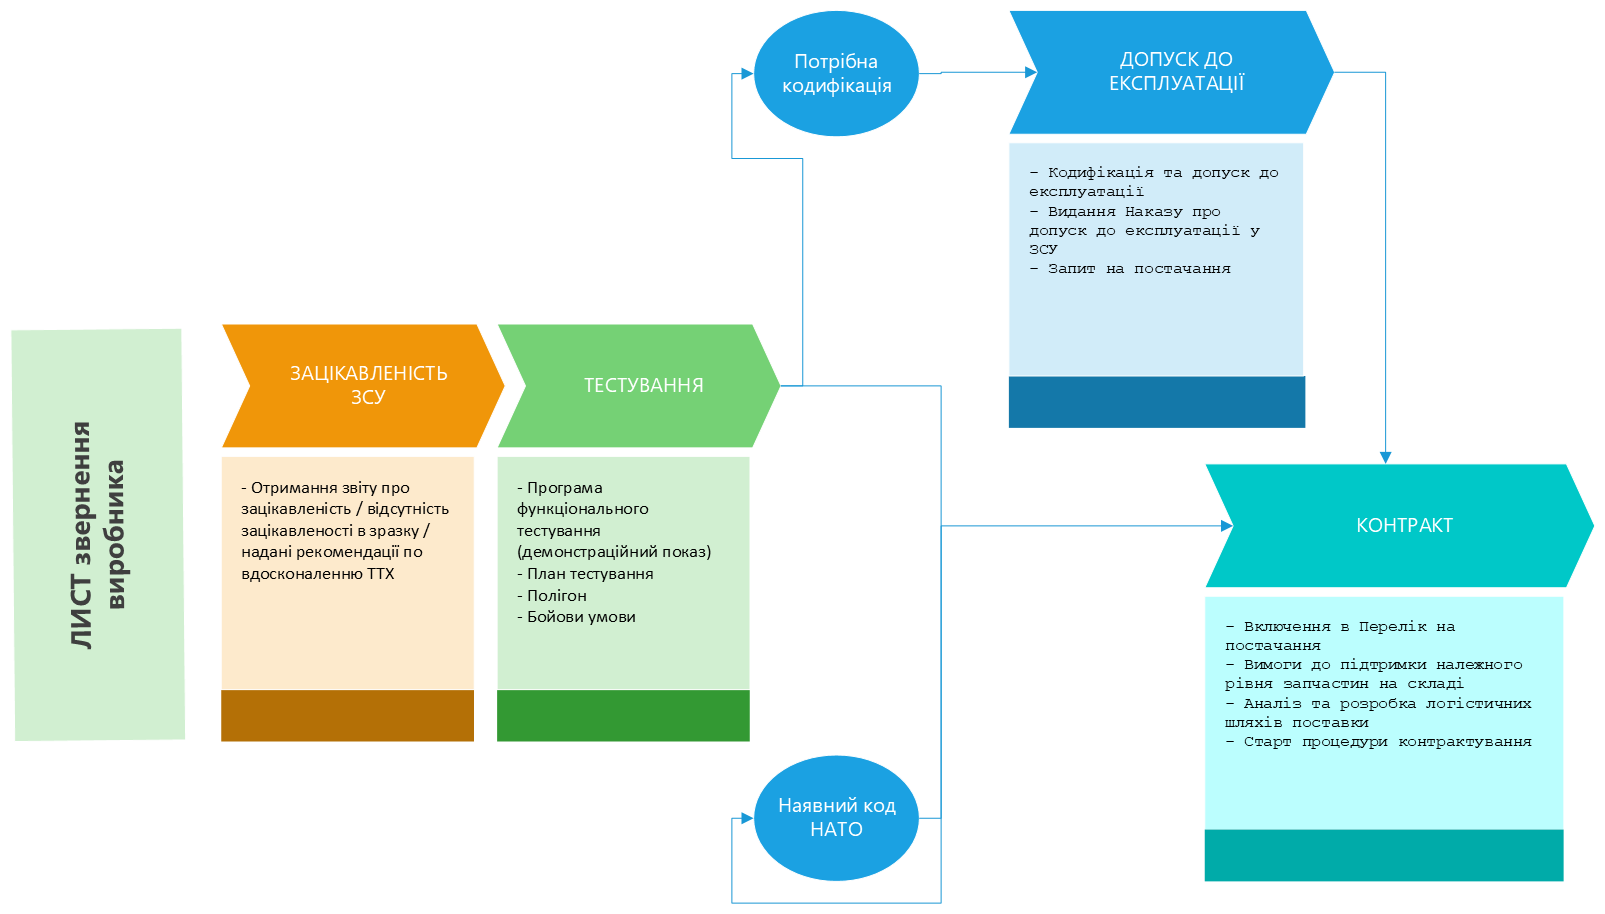 ЛИСТ звернення
виробника
ЗАЦІКАВЛЕНІСТЬ
ЗСУ
- Отримання звіту про
зацікавленість / відсутність
зацікавленості в зразку /
надані рекомендації по
вдосконаленню ТТХ
ТЕСТУВАННЯ
- Програма
функціонального
тестування
(демонстраційний показ)
- План тестування
- Полігон
- Бойови умови
Потрібна
кодифікація
ДОПУСК ДО
ЕКСПЛУАТАЦІЇ
- Кодифікація та допуск до
експлуатації
- Видання Наказу про
допуск до експлуатації у
ЗСУ
- Запит на постачання
Наявний код
НАТО
КОНТРАКТ
- Включення в Перелік на
постачання
- Вимоги до підтримки належного
рівня запчастин на складі
- Аналіз та розробка логістичних
шляхів поставки
- Старт процедури контрактування